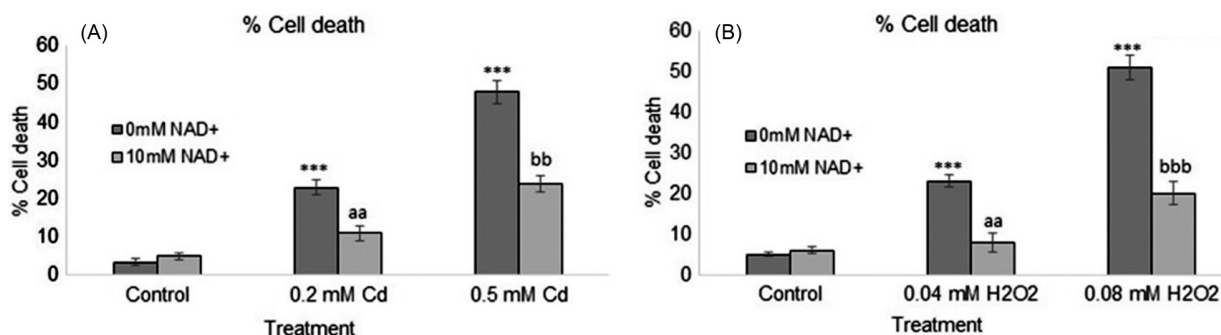 (A)
% Cell death
% Cell death
60
50
40
30
20
10
0
0mM NAD+
10mM NAD+
***
aa
***
bb
Control
0.2 mM Cd
0.5 mM Cd
Treatment
(B)
% Cell death
% Cell death
60
50
40
30
20
10
0
0mM NAD+
10mM NAD+
***
aa
***
bbb
Control
0.04 mM H2O2
0.08 mM H2O2
Treatment